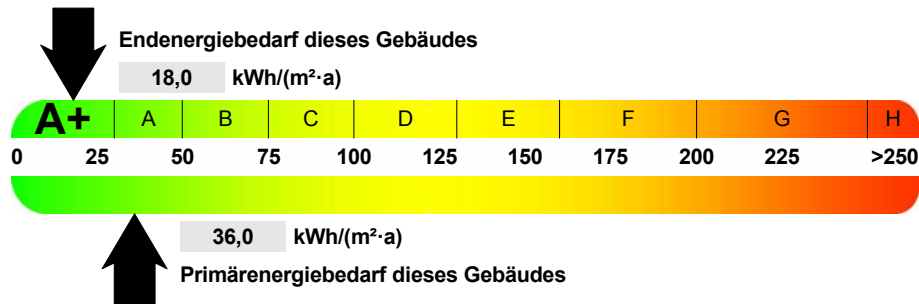 Endenergiebedarf dieses Gebäudes
18,0 kWh/(m²·a)
A+ A B C D E F G H
0 25 50 75 100 125 150 175 200 225 >250
36,0 kWh/(m²·a)
Primärenergiebedarf dieses Gebäudes